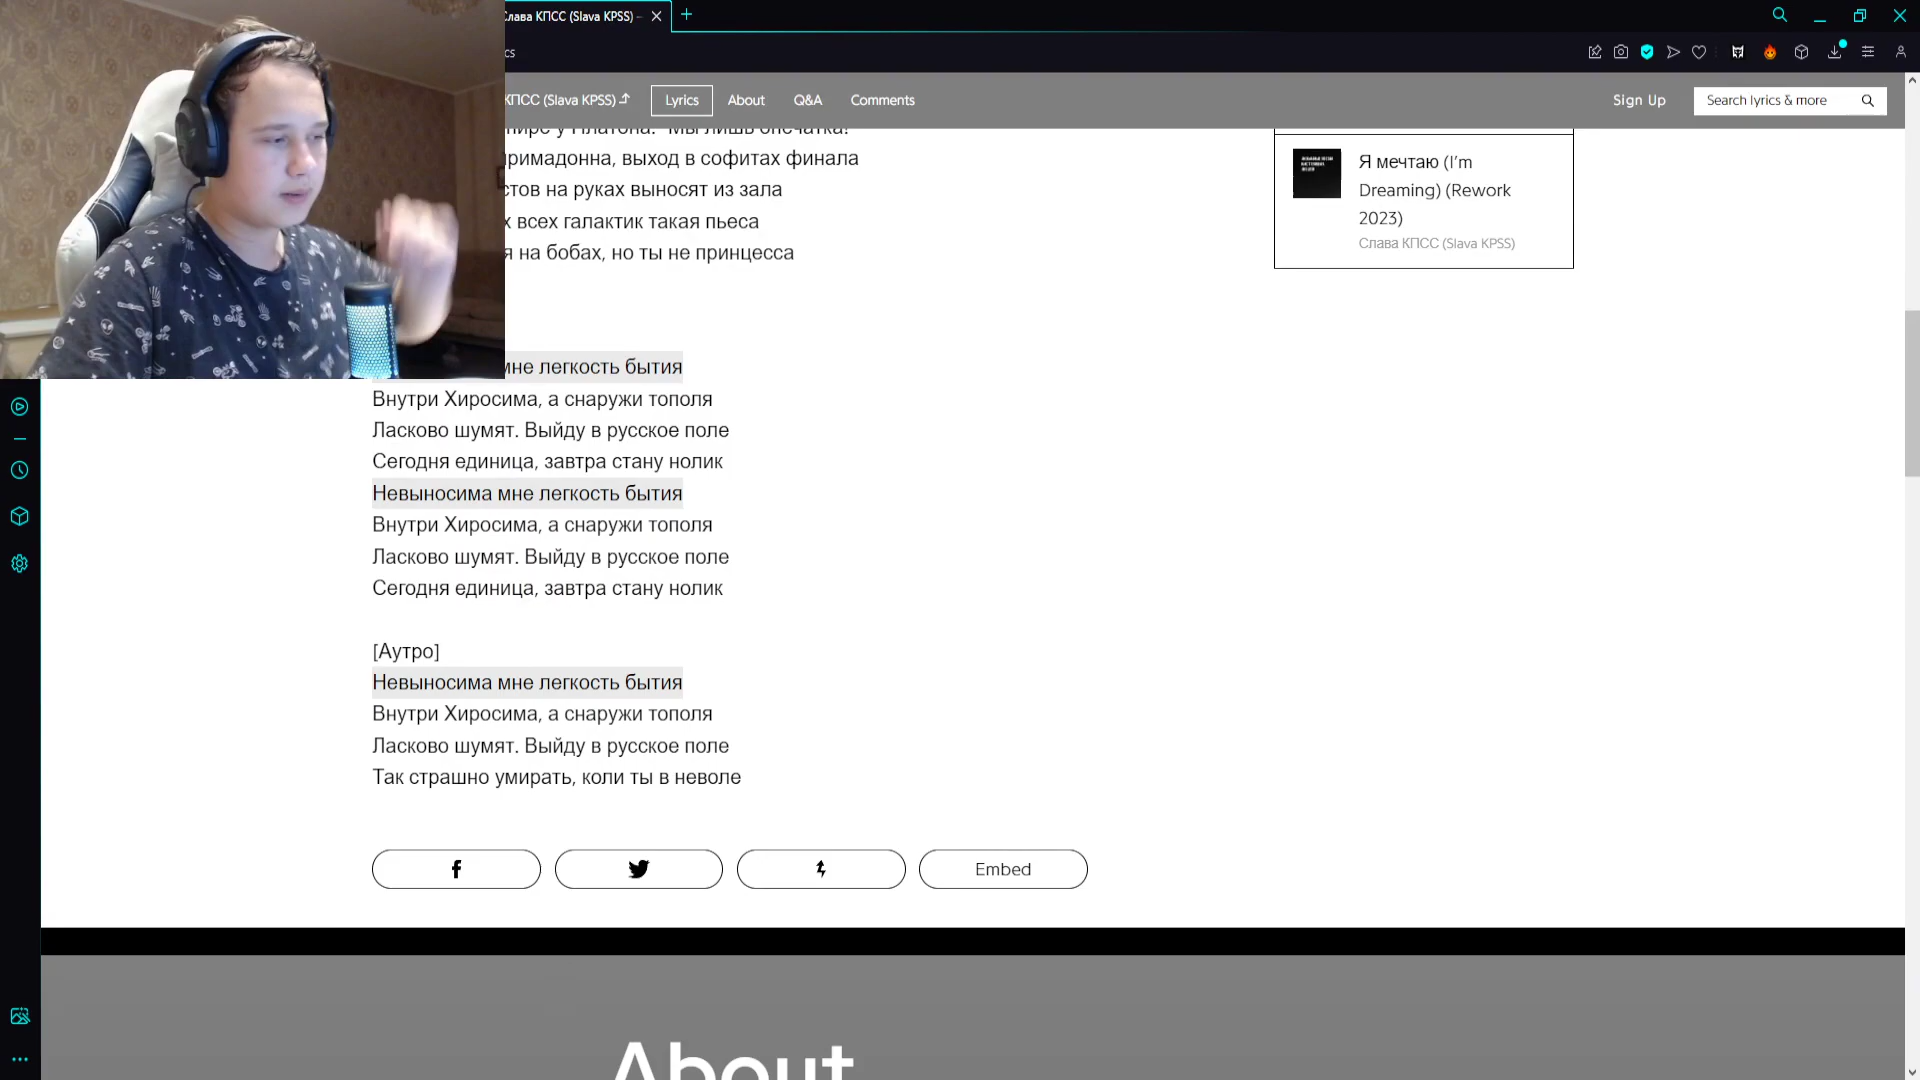 Слава КПСС (Slava KPSS) –
cs
КПСС (Slava KPSS)
Lyrics
About
Q&A
Comments
Sign Up
Search lyrics & more
у Платона: "Мы лишь опечатка!"
примадонна, выход в софитах финала
на руках выносят из зала
всех галактик такая пьеса
на бобах, но ты не принцесса
Я мечтаю (I’m
Dreaming) (Rework
2023)
Слава КПСС (Slava KPSS)
мне легкость бытия
Внутри Хиросима, а снаружи тополя
Ласково шумят. Выйду в русское поле
Сегодня единица, завтра стану нолик
Невыносима мне легкость бытия
Внутри Хиросима, а снаружи тополя
Ласково шумят. Выйду в русское поле
Сегодня единица, завтра стану нолик
[Аутро]
Невыносима мне легкость бытия
Внутри Хиросима, а снаружи тополя
Ласково шумят. Выйду в русское поле
Так страшно умирать, коли ты в неволе
Embed
About